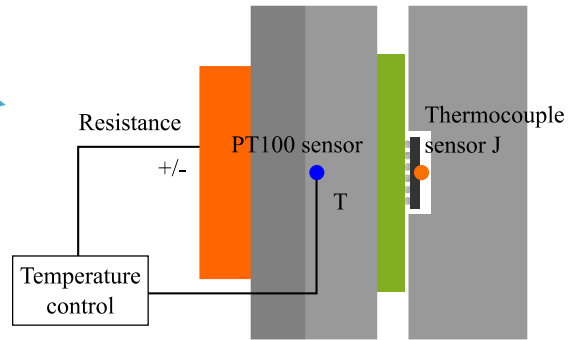 Resistance
+/-
PT100 sensor
T
Thermocouple
sensor J
Temperature
control